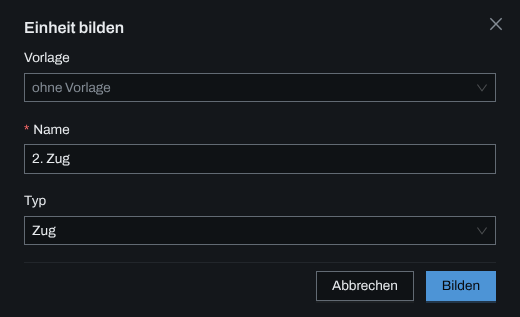 Einheit bilden
Vorlage
ohne Vorlage
* Name
2. Zug
Typ
Zug
Abbrechen Bilden